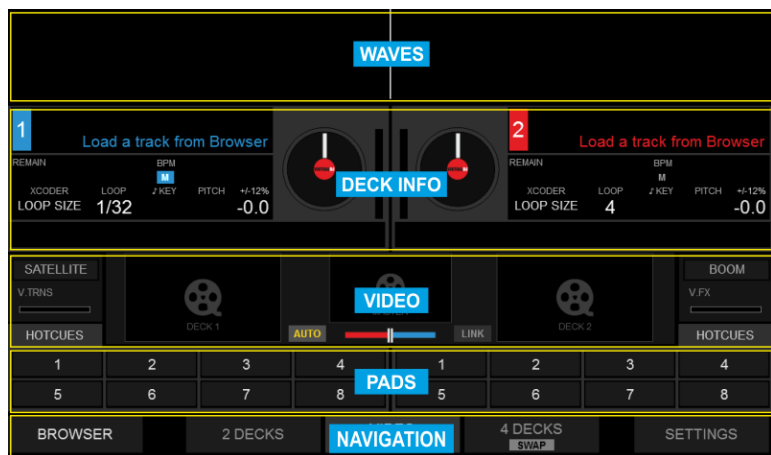 WAVES
1
Load a track from Browser
2
Load a track from Browser
REMAIN BPM
M
REMAIN BPM
M
XCODER LOOP ♪KEY PITCH +/-12%
LOOP SIZE 1/32 -0.0
DECK INFO
XCODER LOOP ♪KEY PITCH +/-12%
LOOP SIZE 4 -0.0
SATELLITE
BOOM
V.TRNS
V.FX
VIDEO
DECK 1
DECK 2
AUTO
LINK
HOTCUES
HOTCUES
1 2 3 4 1 2 3 4
PADS
5 6 7 8 5 6 7 8
BROWSER 2 DECKS NAVIGATION 4 DECKS SETTINGS
SWAP